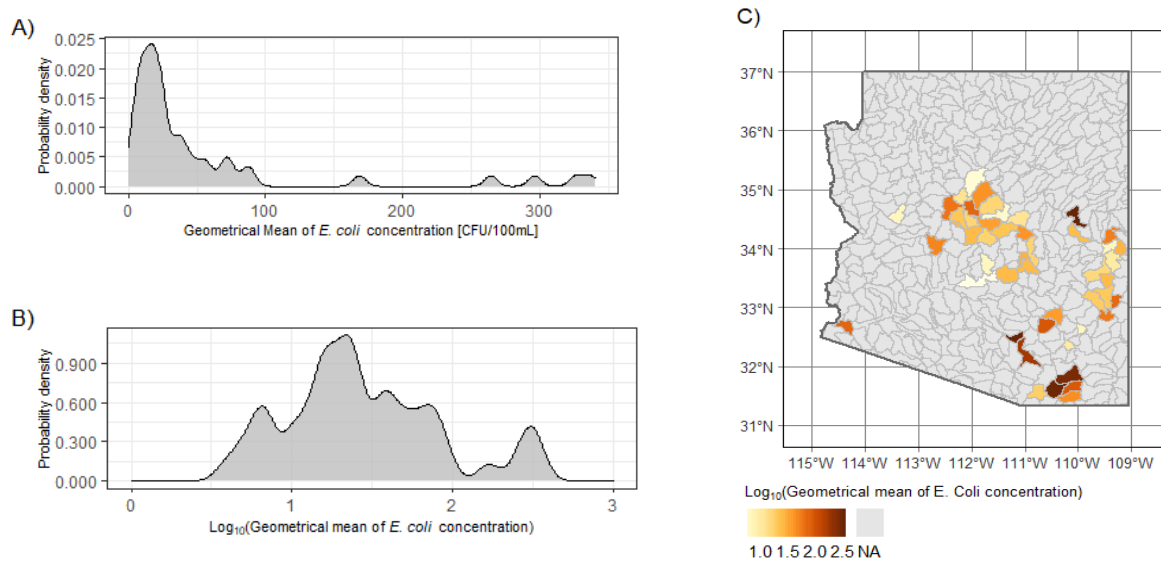 A)
0.025
0.020
0.015
0.010
0.005
0.000
Probability density
0 100 200 300
Geometrical Mean of E. coli concentration [CFU/100mL]
B)
0.900
0.600
0.300
0.000
Probability density
0 1 2 3
Log₁₀(Geometrical mean of E. coli concentration)
C)
37°N
36°N
35°N
34°N
33°N
32°N
31°N
115°W 114°W 113°W 112°W 111°W 110°W 109°W
Log₁₀(Geometrical mean of E. Coli concentration)
1.0 1.5 2.0 2.5 NA